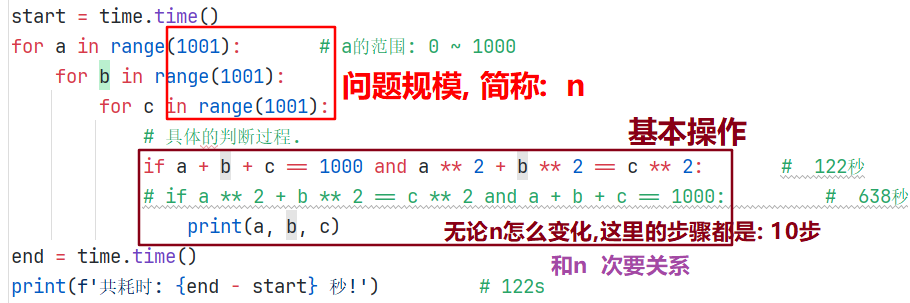 start = time.time()
for a in range(1001):    # a的范围: 0 ~ 1000
for b in range(1001):
问题规模, 简称: n
for c in range(1001):
# 具体的判断过程.
基本操作
if a + b + c == 1000 and a ** 2 + b ** 2 == c ** 2:    # 122秒
# if a ** 2 + b ** 2 == c ** 2 and a + b + c == 1000:    # 638秒
print(a, b, c)
无论n怎么变化,这里的步骤都是: 10步
end = time.time()
和n 次要关系
print(f'共耗时: {end - start} 秒!')    # 122s